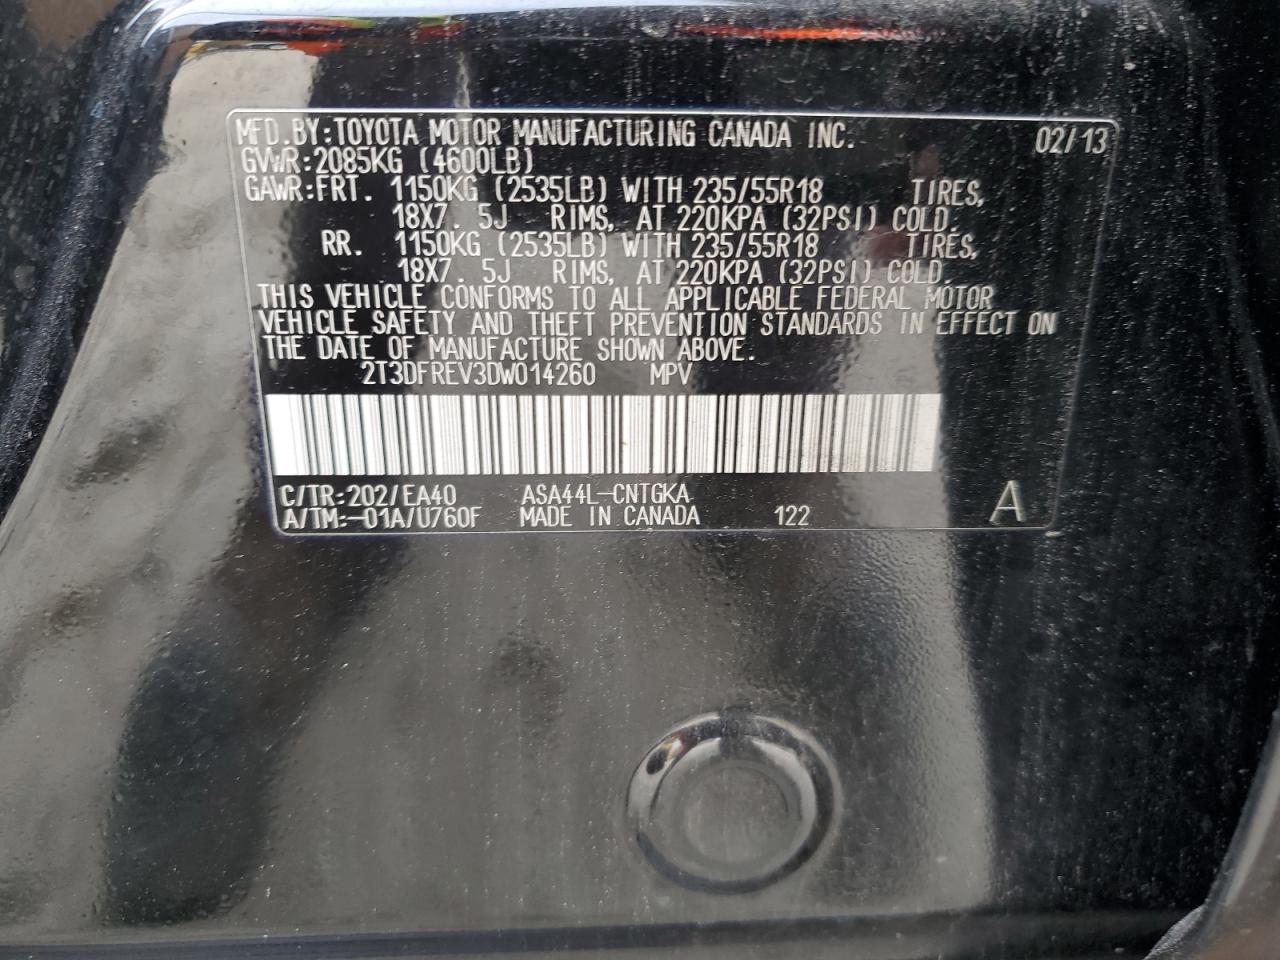 MFD.BY:TOYOTA MOTOR MANUFACTURING CANADA INC. 02/13
GVWR:2085KG (4600LB)
GAWR:FRT. 1150KG (2535LB) WITH 235/55R18 TIRES,
18X7. 5J RIMS, AT 220KPA (32PSI) COLD.
RR. 1150KG (2535LB) WITH 235/55R18 TIRES,
18X7. 5J RIMS, AT 220KPA (32PSI) COLD.
THIS VEHICLE CONFORMS TO ALL APPLICABLE FEDERAL MOTOR
VEHICLE SAFETY AND THEFT PREVENTION STANDARDS IN EFFECT ON
THE DATE OF MANUFACTURE SHOWN ABOVE.
2T3DFREV3DW014260 MPV
C/TR:202/EA40 ASA44L-CNTGKA A
A/TM:-01A/U760F MADE IN CANADA 122